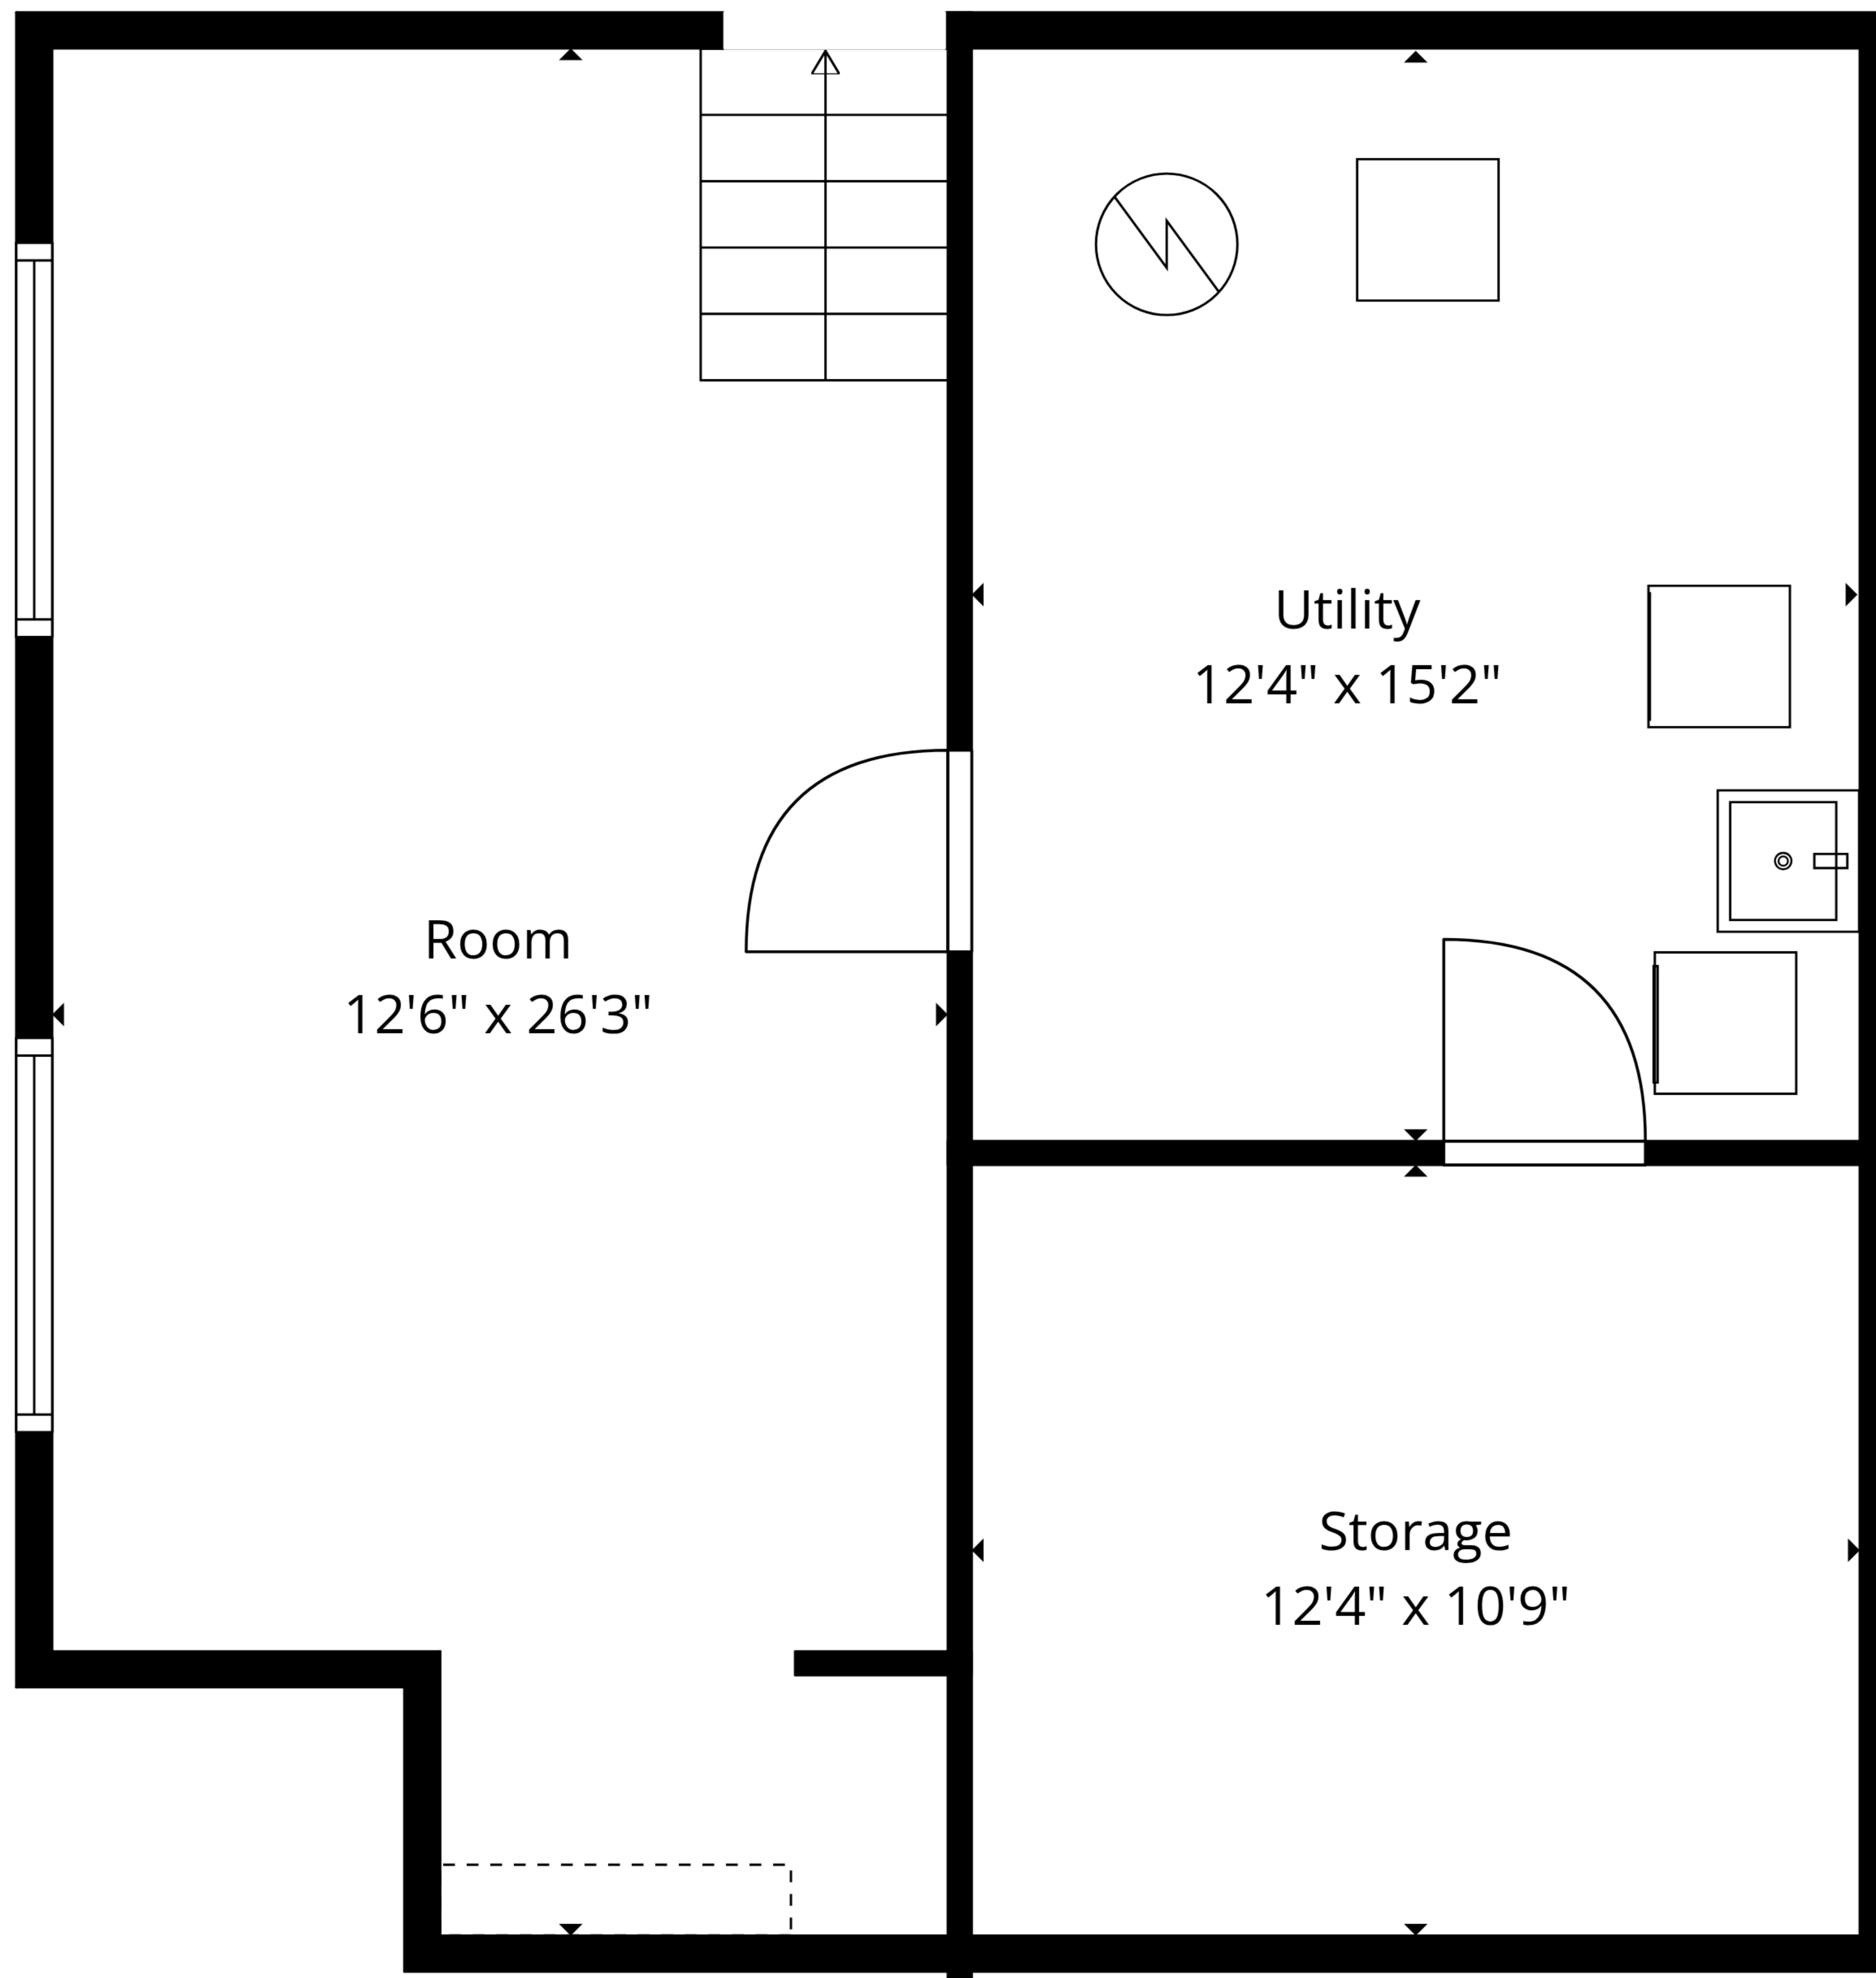 Utility
12'4" x 15'2"
Room
12'6" x 26'3"
Storage
12'4" x 10'9"